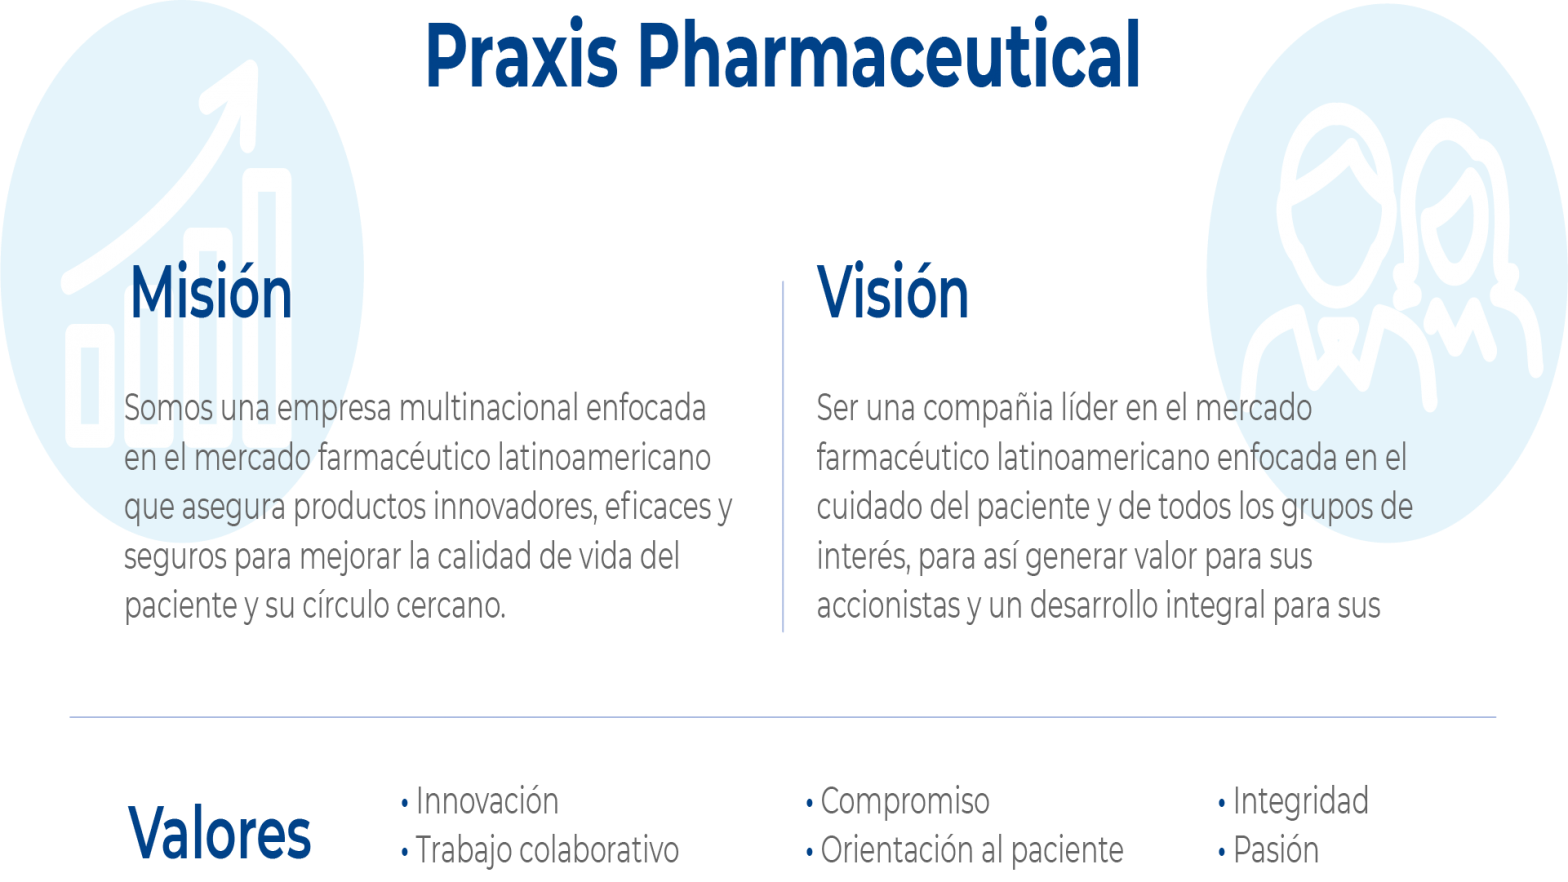 Praxis Pharmaceutical
Misión
Somos una empresa multinacional enfocada
en el mercado farmacéutico latinoamericano
que asegura productos innovadores, eficaces y
seguros para mejorar la calidad de vida del
paciente y su círculo cercano.
Visión
Ser una compañia líder en el mercado
farmacéutico latinoamericano enfocada en el
cuidado del paciente y de todos los grupos de
interés, para así generar valor para sus
accionistas y un desarrollo integral para sus
Valores
• Innovación
• Trabajo colaborativo
• Compromiso
• Orientación al paciente
• Integridad
• Pasión